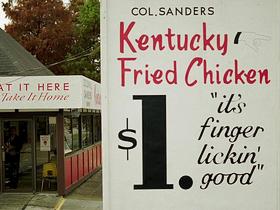 COL. SANDERS
Kentucky
Fried Chicken
$1.
"it's
finger
lickin'
good"
AT IT HERE
Take It Home